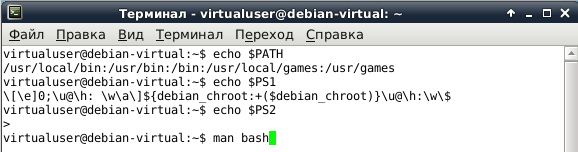 Терминал - virtualuser@debian-virtual: ~
Файл Правка Вид Терминал Переход Справка
virtualuser@debian-virtual:~$ echo $PATH
/usr/local/bin:/usr/bin:/bin:/usr/local/games:/usr/games
virtualuser@debian-virtual:~$ echo $PS1
\[\e]0;\u@\h: \w\a\]${debian_chroot:+($debian_chroot)}\u@\h:\w\$
virtualuser@debian-virtual:~$ echo $PS2
>
virtualuser@debian-virtual:~$ man bash